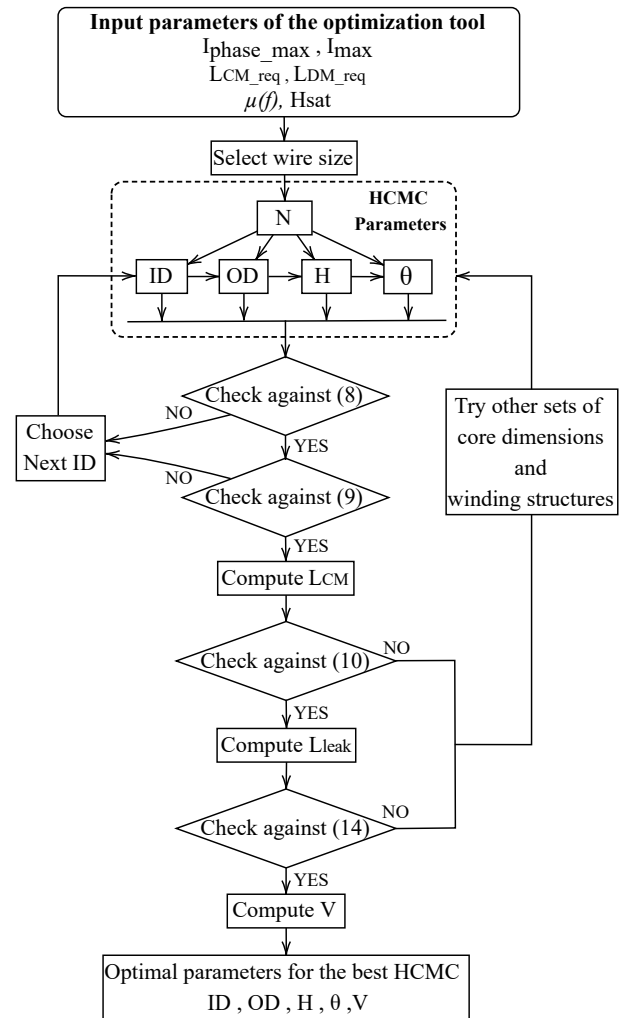 Input parameters of the optimization tool
Iphase_max , Imax
LCM_req , LDM_req
μ(f), Hsat
Select wire size
HCMC
Parameters
N
ID
OD
H
θ
Check against (8)
NO
YES
Choose
Next ID
NO
Check against (9)
YES
Try other sets of
core dimensions
and
winding structures
Compute LCM
Check against (10)
NO
YES
Compute Lleak
Check against (14)
NO
YES
Compute V
Optimal parameters for the best HCMC
ID , OD , H , θ ,V